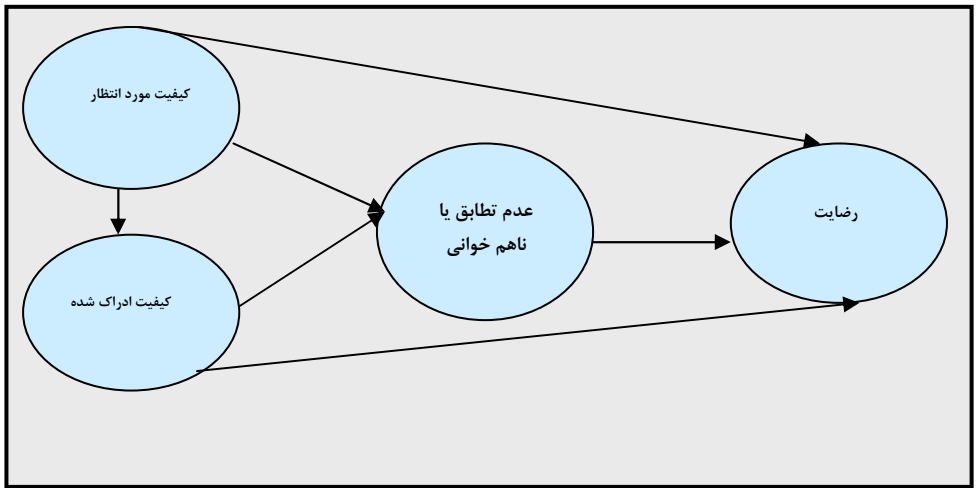 کیفیت مورد انتظار
عدم تطابق یا
ناهم خوانی
رضایت
کیفیت ادراک شده